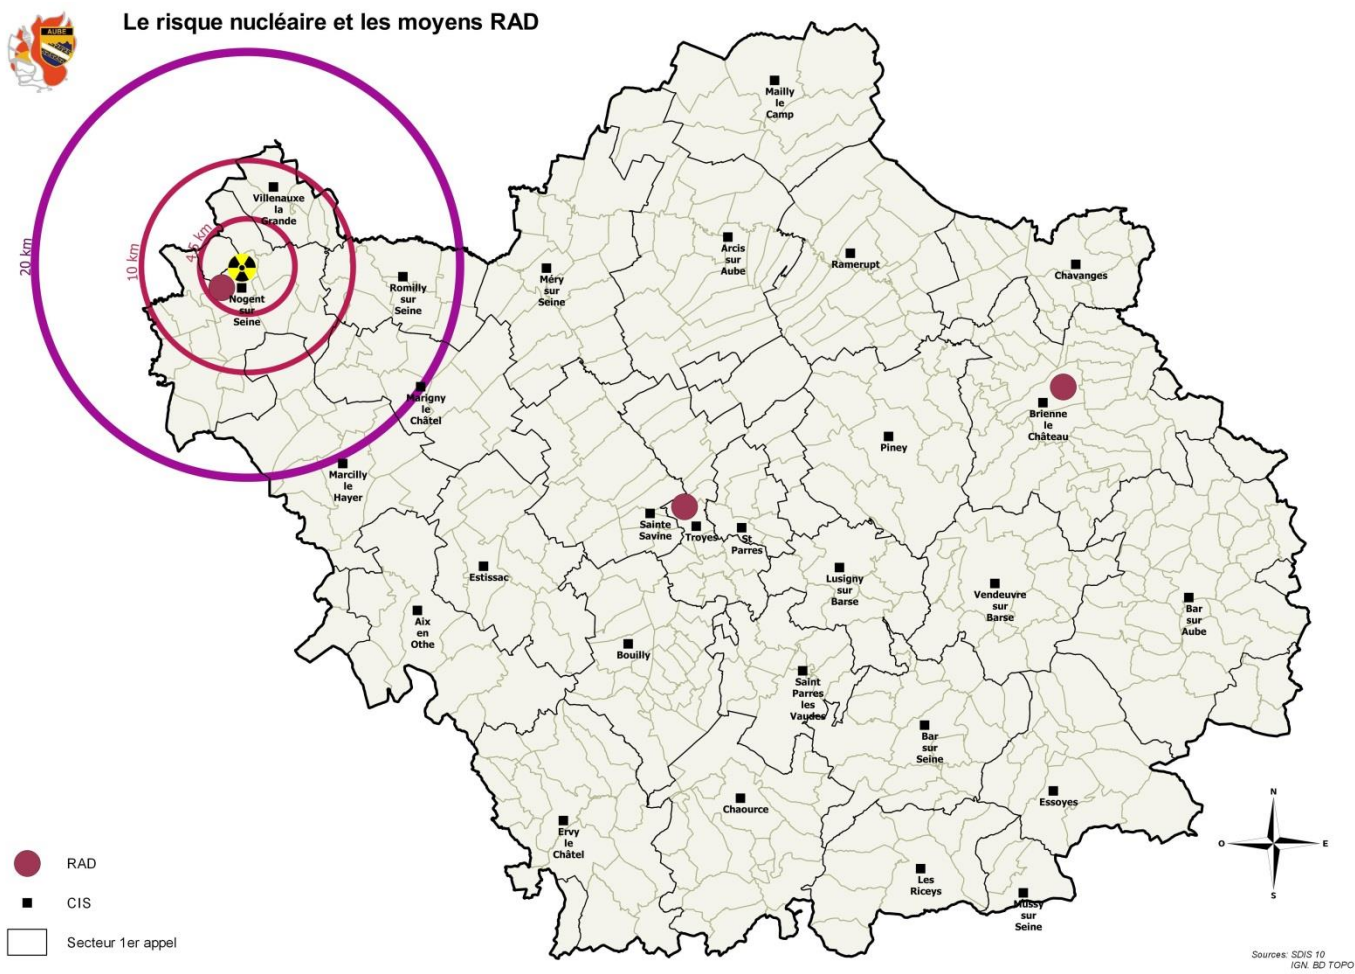 Le risque nucléaire et les moyens RAD
AUBE
Mailly
le
Camp
Villenauxe
la
Grande
20 km
10 km
4.5 km
Nogent
sur
Seine
Romilly
sur
Seine
Méry
sur
Seine
Arcis
sur
Aube
Ramerupt
Chavanges
Marigny
le
Châtel
Brienne
le
Château
Piney
Marcilly
le
Hayer
Sainte
Savine
Troyes
St
Parres
Estissac
Lusigny
sur
Barse
Vendeuvre
sur
Barse
Bar
sur
Aube
Aix
en
Othe
Bouilly
Saint
Parres
les
Vaudes
Bar
sur
Seine
Essoyes
Chaource
Ervy
le
Châtel
Les
Riceys
Mussy
sur
Seine
N
O
E
S
RAD
CIS
Secteur 1er appel
Sources: SDIS 10
IGN. BD TOPO